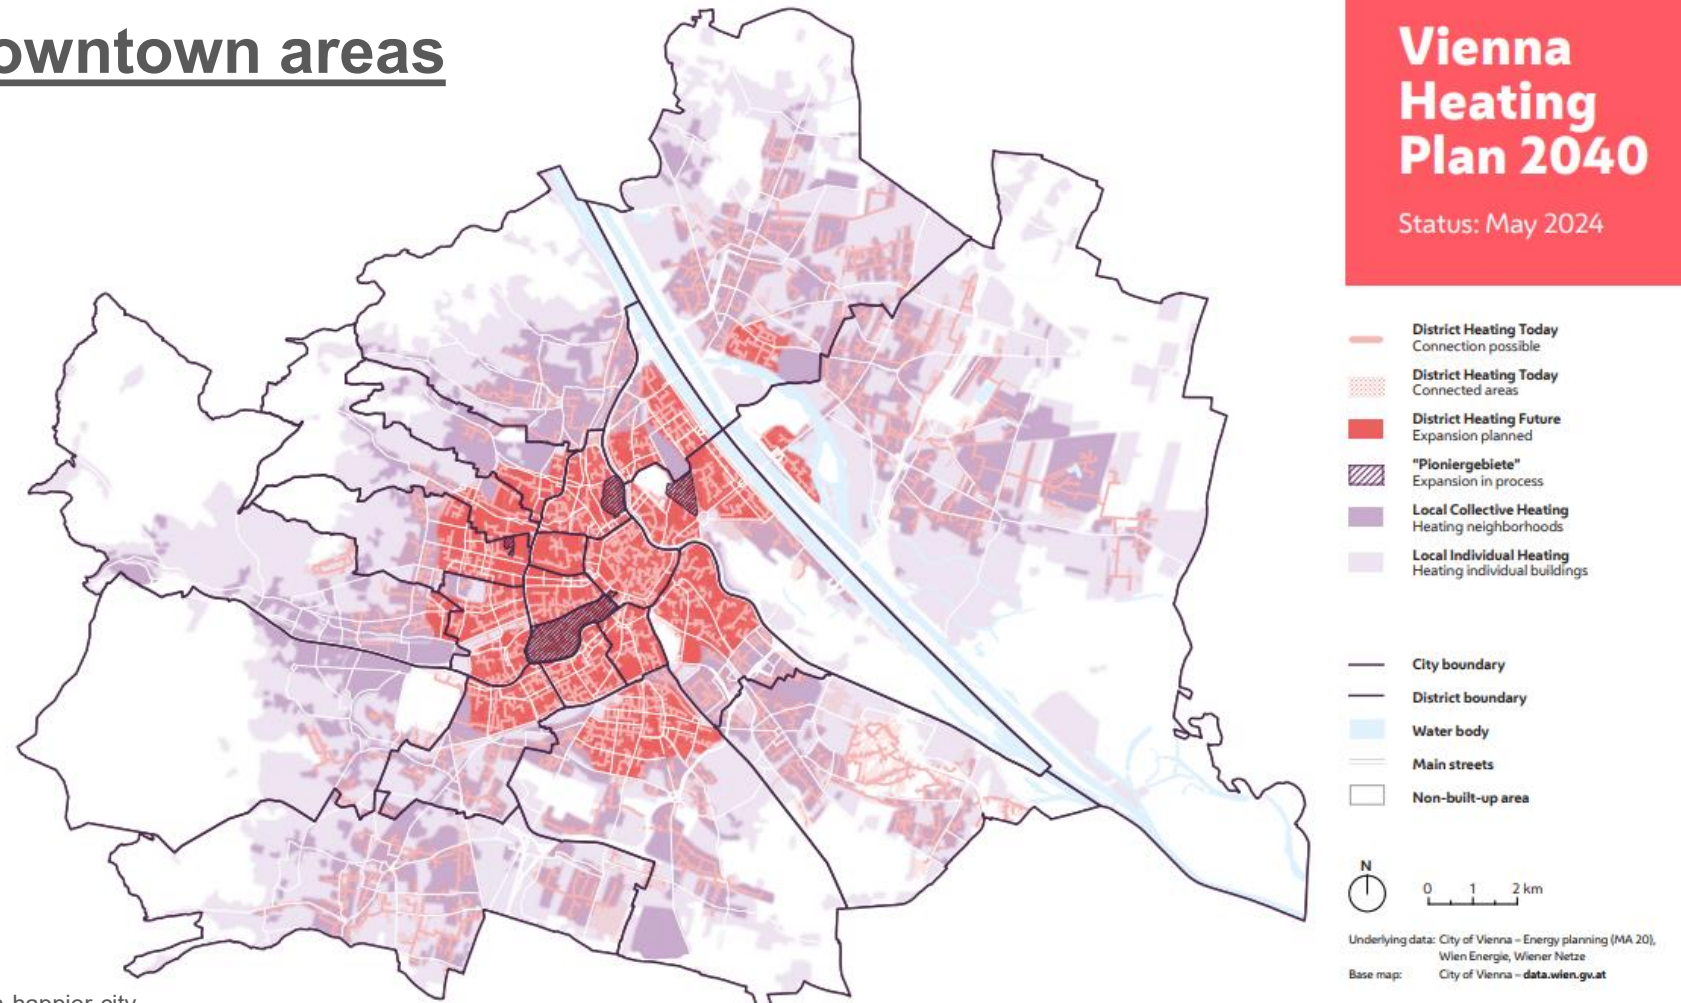 owntown areas
Vienna
Heating
Plan 2040
Status: May 2024
District Heating Today
Connection possible
District Heating Today
Connected areas
District Heating Future
Expansion planned
"Pioniergebiete"
Expansion in process
Local Collective Heating
Heating neighborhoods
Local Individual Heating
Heating individual buildings
City boundary
District boundary
Water body
Main streets
Non-built-up area
N
0 1 2 km
Underlying data: City of Vienna – Energy planning (MA 20),
Wien Energie, Wiener Netze
Base map: City of Vienna – data.wien.gv.at
happier city